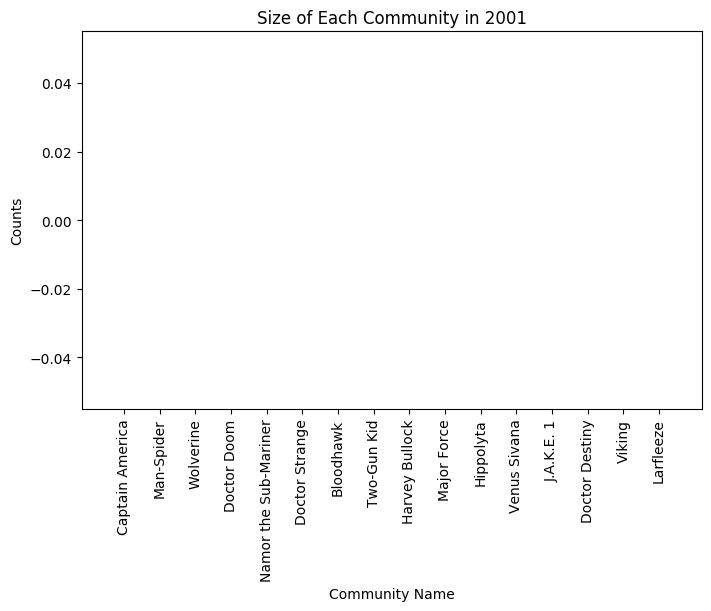 Size of Each Community in 2001
Counts
0.04
0.02
0.00
−0.02
−0.04
Captain America
Man-Spider
Wolverine
Doctor Doom
Namor the Sub-Mariner
Doctor Strange
Bloodhawk
Two-Gun Kid
Harvey Bullock
Major Force
Hippolyta
Venus Sivana
J.A.K.E. 1
Doctor Destiny
Viking
Larfleeze
Community Name